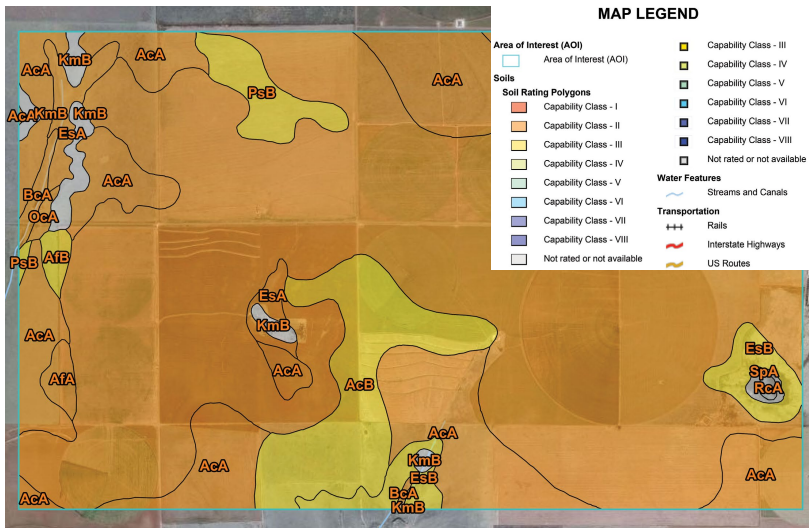 MAP LEGEND
Area of Interest (AOI)
Area of Interest (AOI)
Soils
Soil Rating Polygons
Capability Class - I
Capability Class - II
Capability Class - III
Capability Class - IV
Capability Class - V
Capability Class - VI
Capability Class - VII
Capability Class - VIII
Not rated or not available
Capability Class - III
Capability Class - IV
Capability Class - V
Capability Class - VI
Capability Class - VII
Capability Class - VIII
Not rated or not available
Water Features
Streams and Canals
Transportation
Rails
Interstate Highways
US Routes
KmB
AcA
AcA
AcA
PsB
AcA
KmB
KmB
EsA
AcA
BcA
OcA
PsB
AfB
EsA
KmB
AcA
AcA
AfA
AcB
EsB
SpA
RcA
AcA
KmB
EsB
BcA
KmB
AcA
AcA
AcA